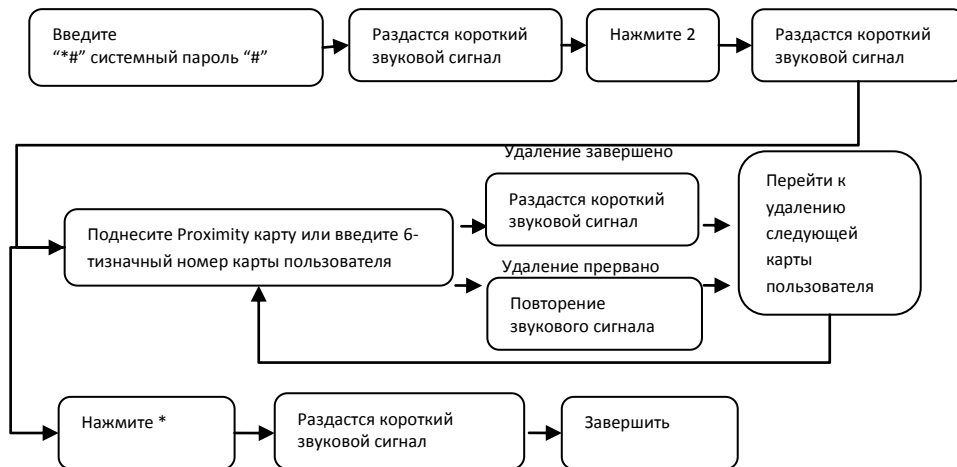 Введите
“*#” системный пароль “#”
Раздастся короткий
звуковой сигнал
Нажмите 2
Раздастся короткий
звуковой сигнал
Удаление завершено
Раздастся короткий
звуковой сигнал
Поднесите Proximity карту или введите 6-
тизначный номер карты пользователя
Удаление прервано
Повторение
звукового сигнала
Перейти к
удалению
следующей
карты
пользователя
Нажмите *
Раздастся короткий
звуковой сигнал
Завершить